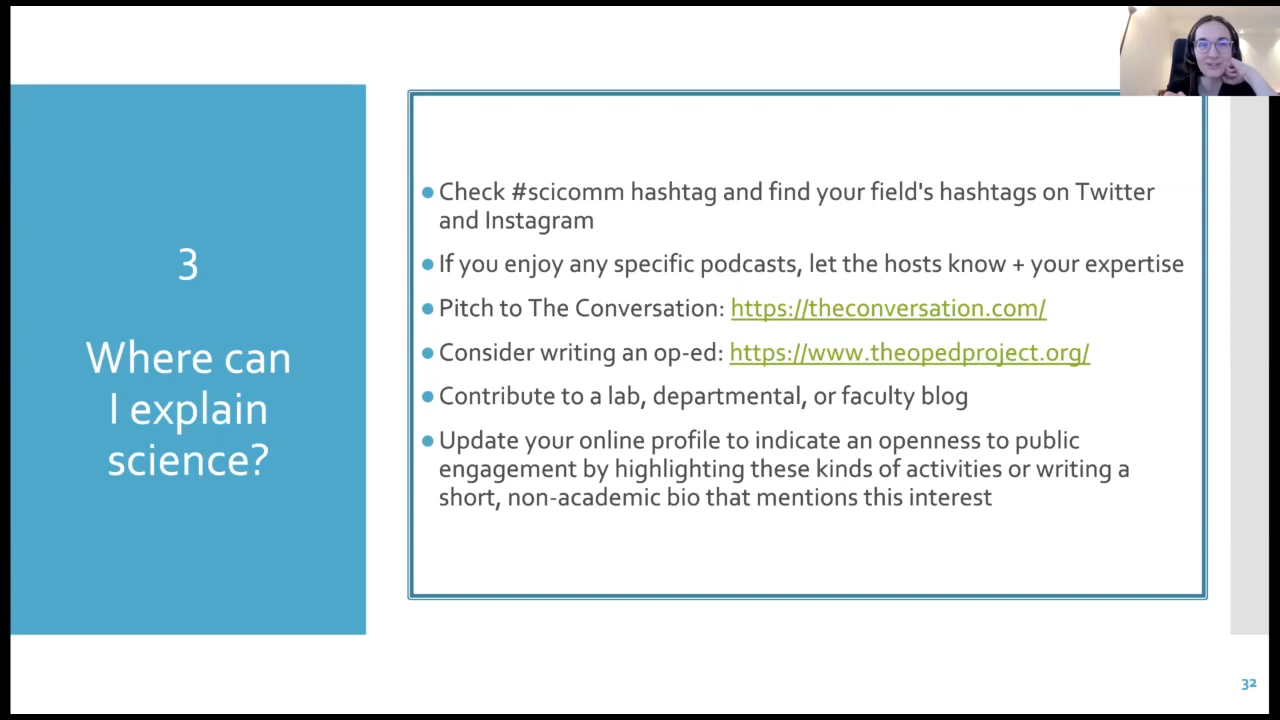 3
Where can
I explain
science?
Check #scicomm hashtag and find your field's hashtags on Twitter
and Instagram
If you enjoy any specific podcasts, let the hosts know + your expertise
Pitch to The Conversation: https://theconversation.com/
Consider writing an op-ed: https://www.theopedproject.org/
Contribute to a lab, departmental, or faculty blog
Update your online profile to indicate an openness to public
engagement by highlighting these kinds of activities or writing a
short, non-academic bio that mentions this interest
32